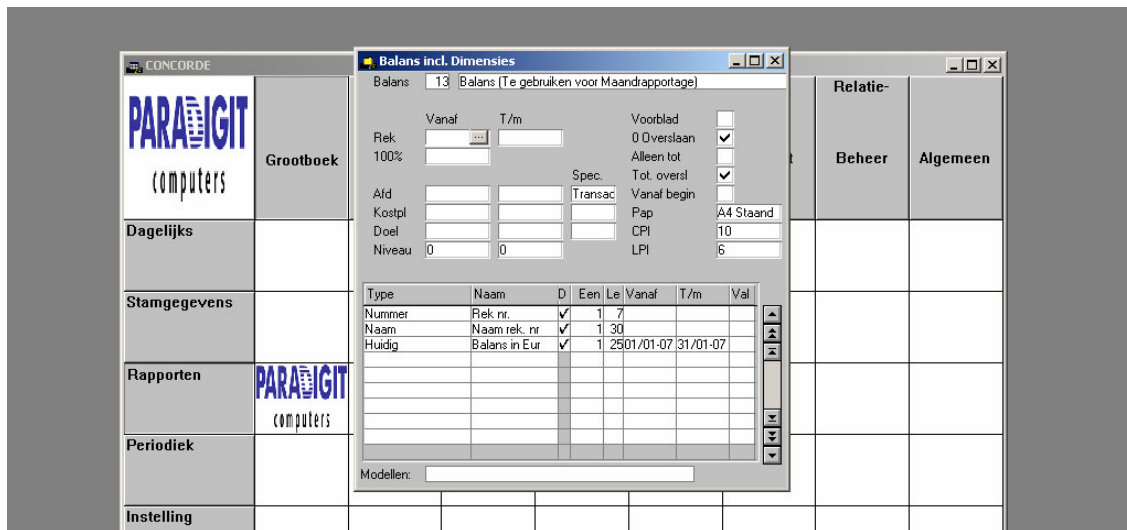 CONCORDE
PARADIGIT
computers
Grootboek
t
Relatie-
Beheer
Algemeen
Dagelijks
Stamgegevens
Rapporten
PARADIGIT
computers
Periodiek
Instelling
Balans incl. Dimensies
Balans 13 Balans (Te gebruiken voor Maandrapportage)
Vanaf T/m Voorblad
Rek ... 0 Overslaan
100% Alleen tot
Spec. Tot. oversl
Afd Transac Vanaf begin
Kostpl Pap A4 Staand
Doel CPI 10
Niveau 0 0 LPI 6
Type Naam D Een Le Vanaf T/m Val
Nummer Rek nr. 1 7
Naam Naam rek. nr 1 30
Huidig Balans in Eur 1 25 01/01-07 31/01-07
Modellen: